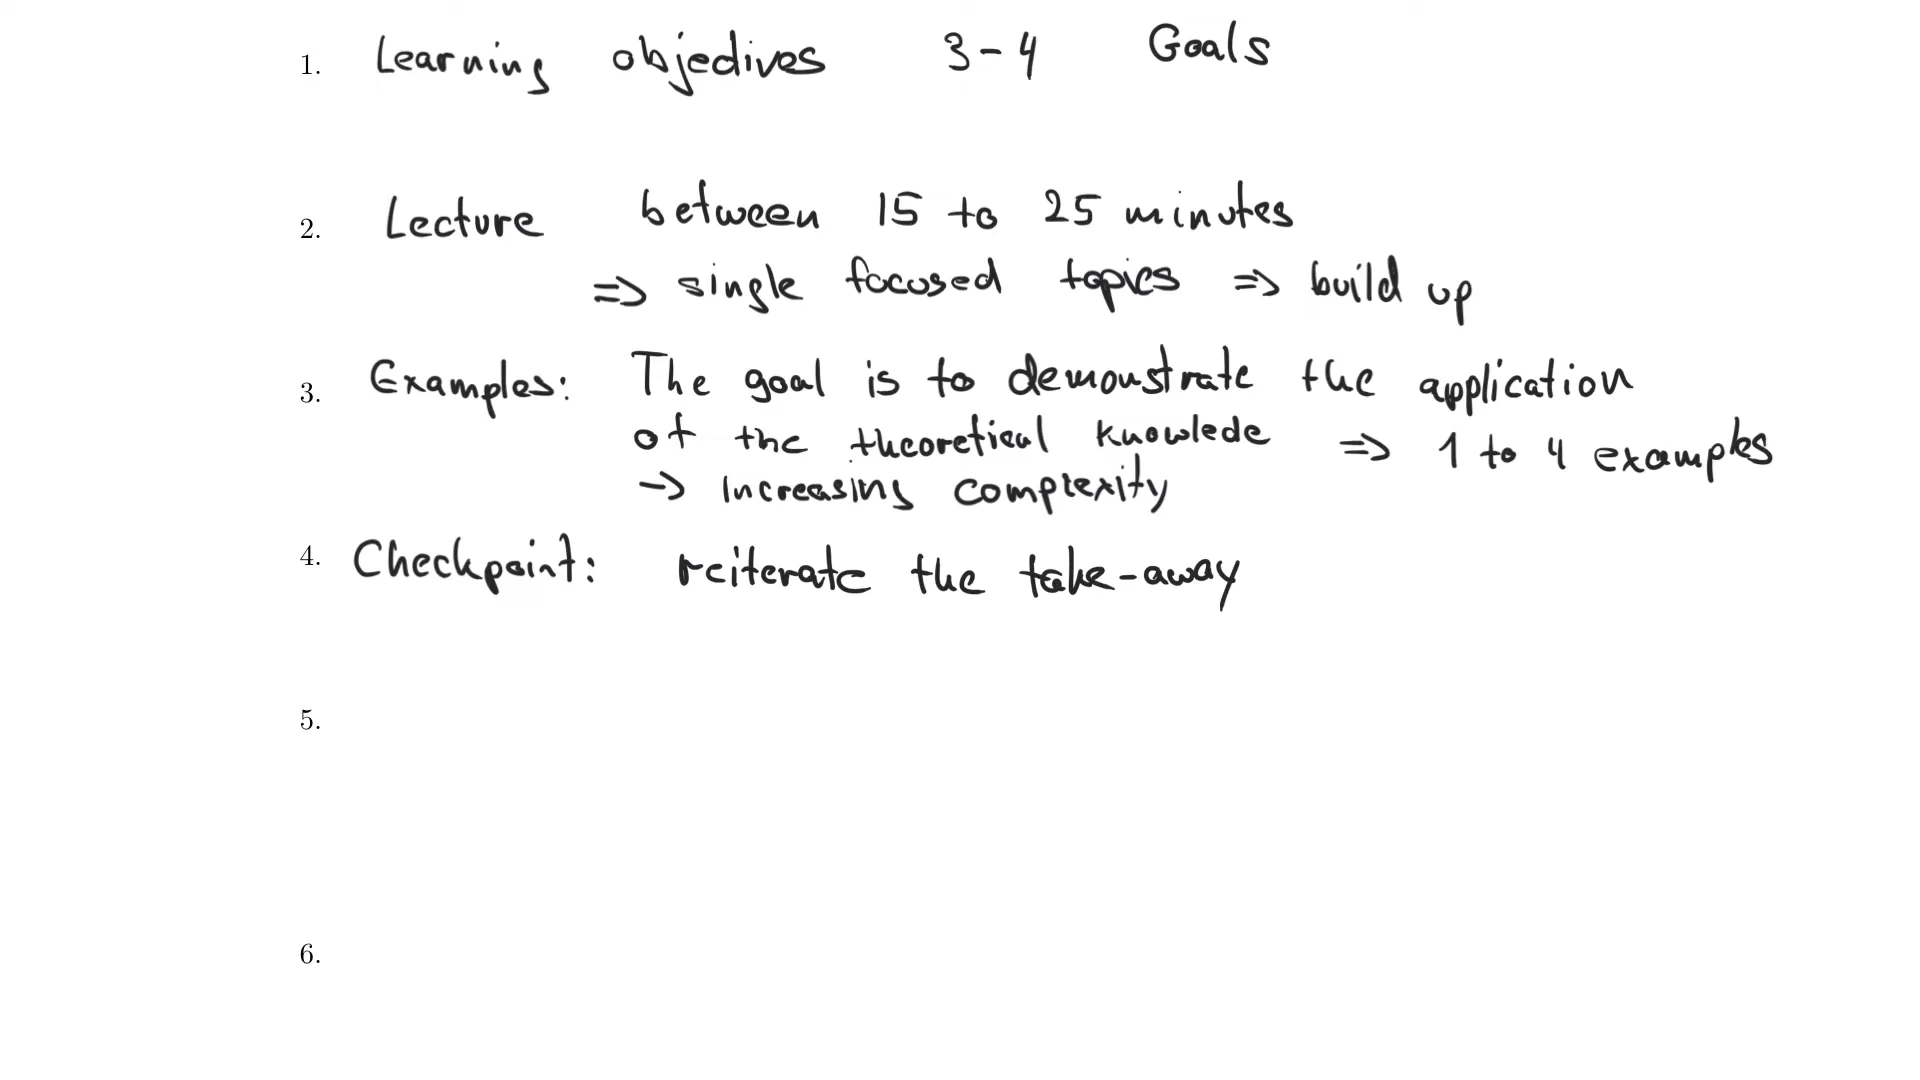 1. Learning objectives 3-4 Goals
2. Lecture between 15 to 25 minutes
=> single focused topics => build up
3. Examples: The goal is to demonstrate the application
of the theoretical knowlede => 1 to 4 examples
-> increasing complexity
4. Checkpoint: reiterate the take-away
5.
6.